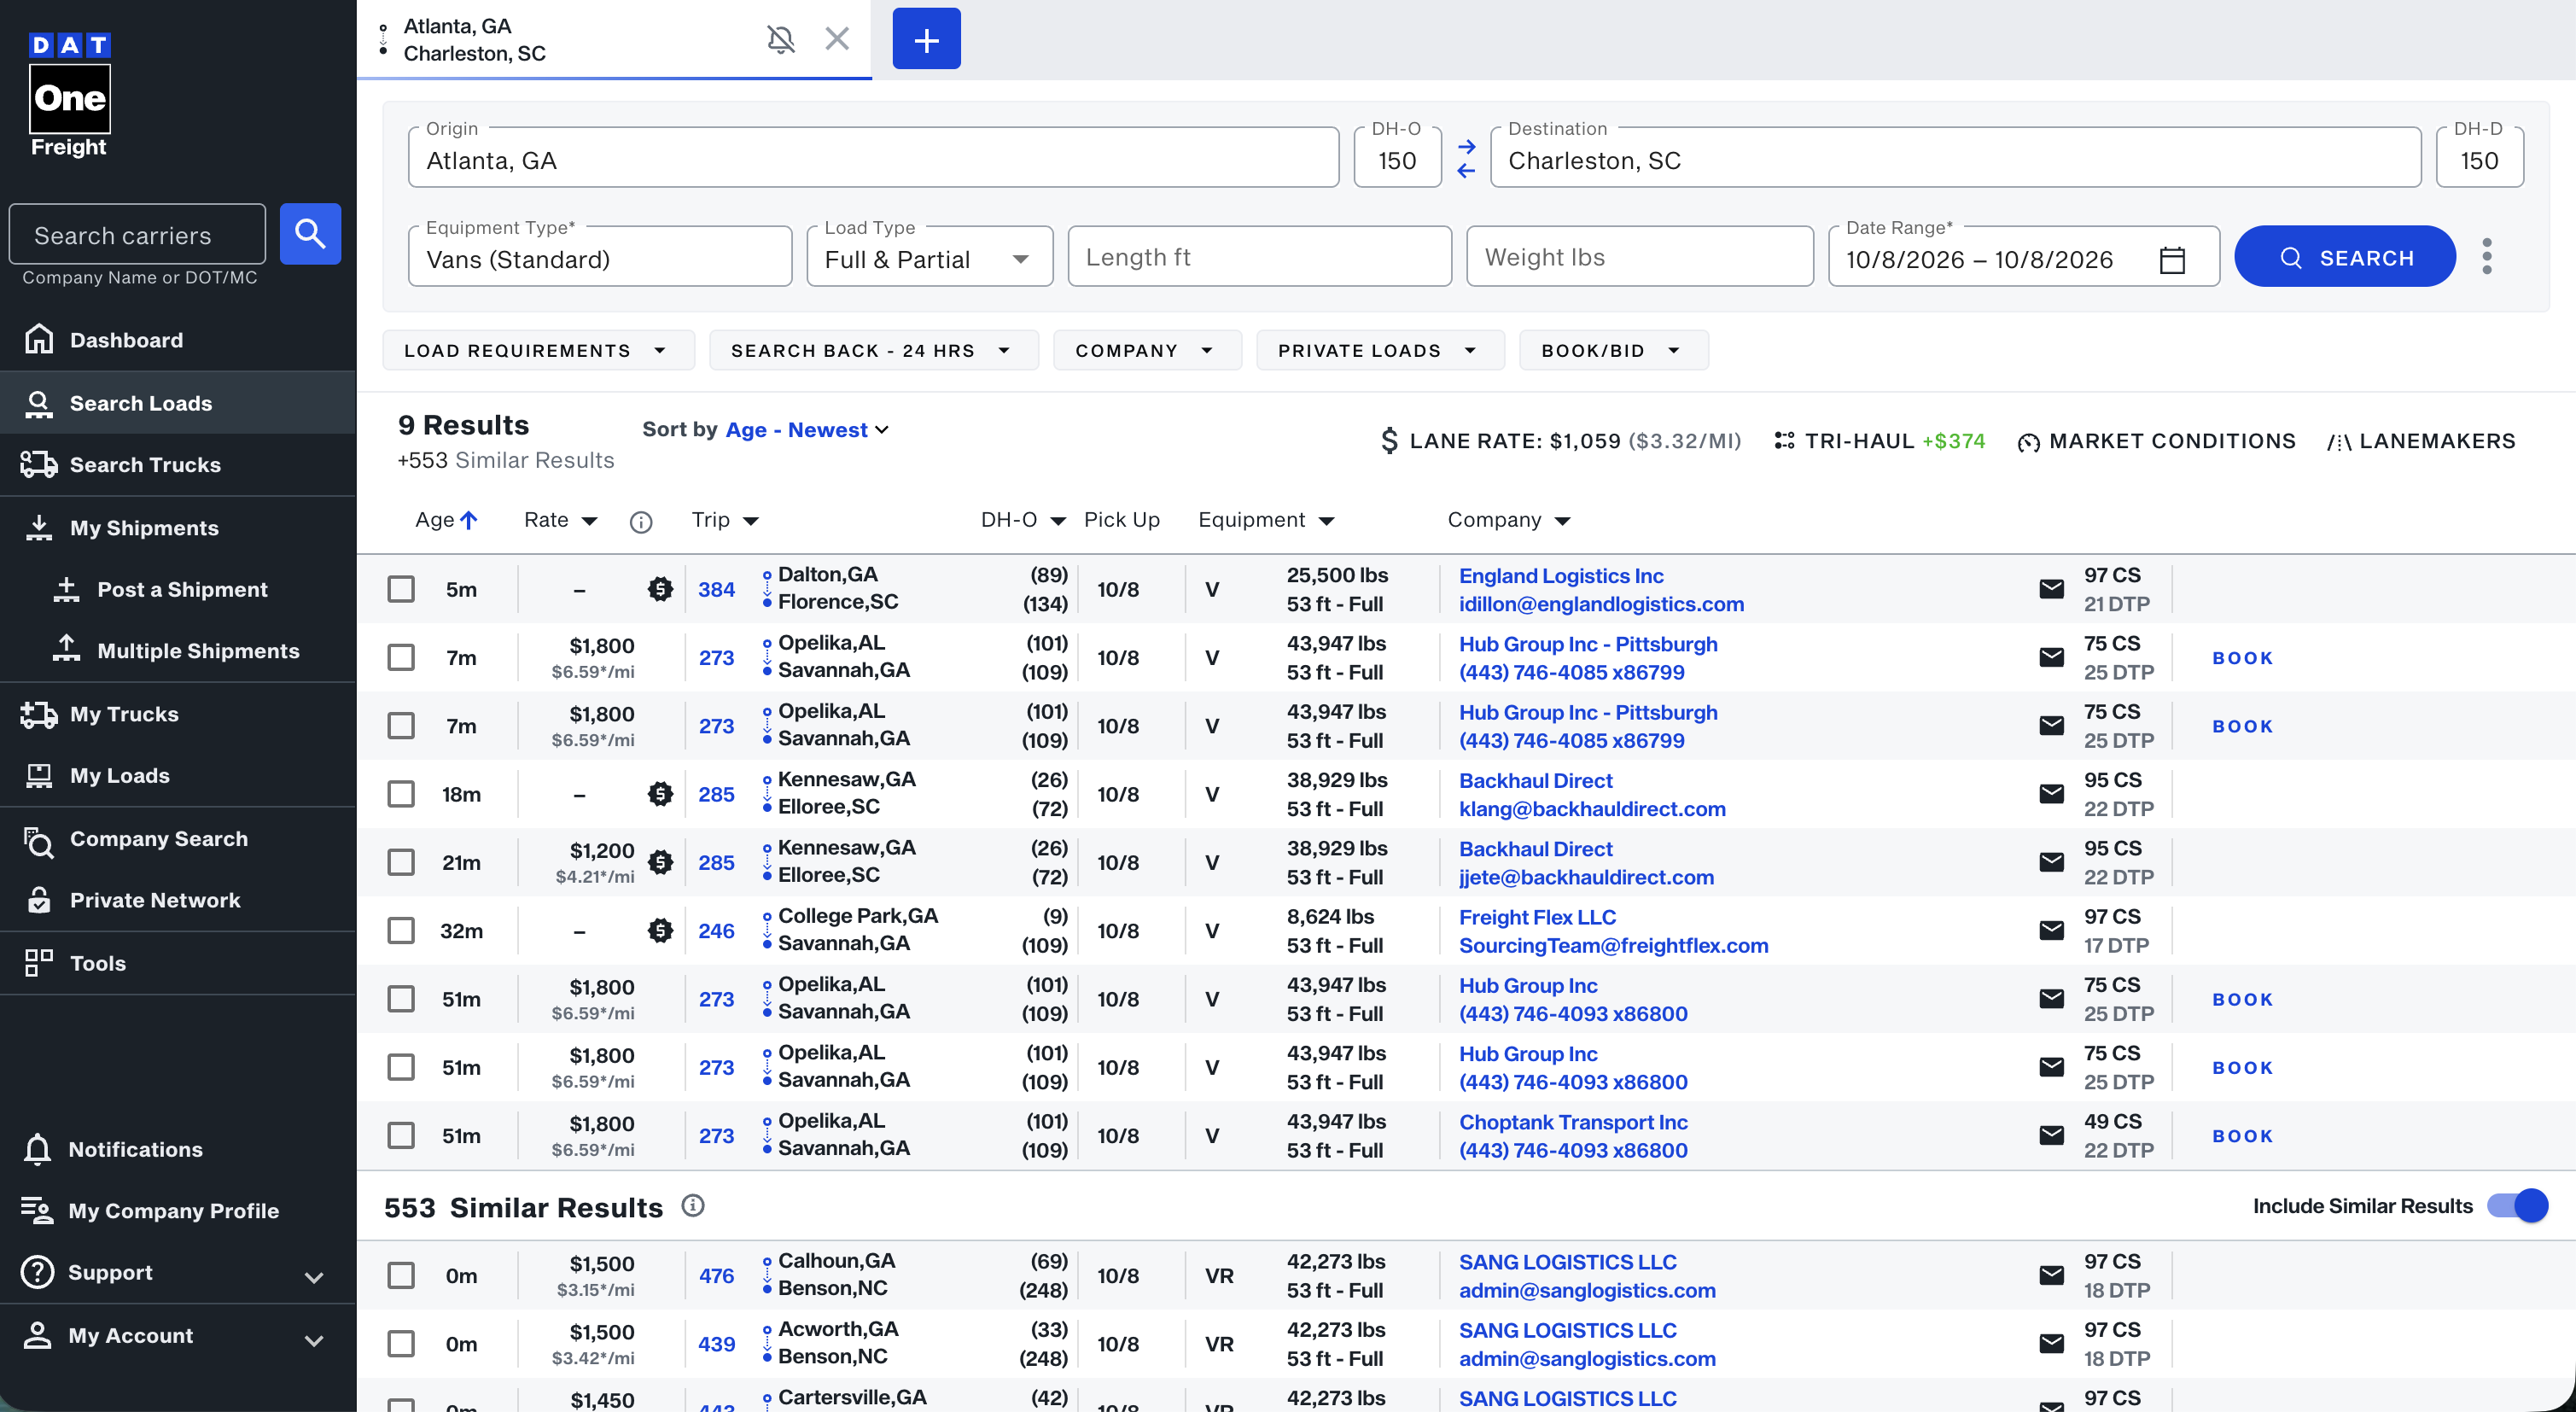 DAT
One
Freight
Search carriers
Company Name or DOT/MC
Dashboard
Search Loads
Search Trucks
My Shipments
Post a Shipment
Multiple Shipments
My Trucks
My Loads
Company Search
Private Network
Tools
Notifications
My Company Profile
Support
My Account
Atlanta, GA
Charleston, SC
Origin
Atlanta, GA
DH-O
150
Destination
Charleston, SC
DH-D
150
Equipment Type*
Vans (Standard)
Load Type
Full & Partial
Length ft
Weight lbs
Date Range*
10/8/2026 – 10/8/2026
SEARCH
LOAD REQUIREMENTS
SEARCH BACK - 24 HRS
COMPANY
PRIVATE LOADS
BOOK/BID
9 Results
+553 Similar Results
Sort by Age - Newest
LANE RATE: $1,059 ($3.32/MI)
TRI-HAUL +$374
MARKET CONDITIONS
LANEMAKERS
Age Rate Trip DH-O Pick Up Equipment Company
5m – 384 Dalton,GA (89) 10/8 V 25,500 lbs England Logistics Inc 97 CS
Florence,SC (134) 53 ft - Full idillon@englandlogistics.com 21 DTP
7m $1,800 273 Opelika,AL (101) 10/8 V 43,947 lbs Hub Group Inc - Pittsburgh 75 CS BOOK
$6.59*/mi Savannah,GA (109) 53 ft - Full (443) 746-4085 x86799 25 DTP
7m $1,800 273 Opelika,AL (101) 10/8 V 43,947 lbs Hub Group Inc - Pittsburgh 75 CS BOOK
$6.59*/mi Savannah,GA (109) 53 ft - Full (443) 746-4085 x86799 25 DTP
18m – 285 Kennesaw,GA (26) 10/8 V 38,929 lbs Backhaul Direct 95 CS
Elloree,SC (72) 53 ft - Full klang@backhauldirect.com 22 DTP
21m $1,200 285 Kennesaw,GA (26) 10/8 V 38,929 lbs Backhaul Direct 95 CS
$4.21*/mi Elloree,SC (72) 53 ft - Full jjete@backhauldirect.com 22 DTP
32m – 246 College Park,GA (9) 10/8 V 8,624 lbs Freight Flex LLC 97 CS
Savannah,GA (109) 53 ft - Full SourcingTeam@freightflex.com 17 DTP
51m $1,800 273 Opelika,AL (101) 10/8 V 43,947 lbs Hub Group Inc 75 CS BOOK
$6.59*/mi Savannah,GA (109) 53 ft - Full (443) 746-4093 x86800 25 DTP
51m $1,800 273 Opelika,AL (101) 10/8 V 43,947 lbs Hub Group Inc 75 CS BOOK
$6.59*/mi Savannah,GA (109) 53 ft - Full (443) 746-4093 x86800 25 DTP
51m $1,800 273 Opelika,AL (101) 10/8 V 43,947 lbs Choptank Transport Inc 49 CS BOOK
$6.59*/mi Savannah,GA (109) 53 ft - Full (443) 746-4093 x86800 22 DTP
553 Similar Results
Include Similar Results
0m $1,500 476 Calhoun,GA (69) 10/8 VR 42,273 lbs SANG LOGISTICS LLC 97 CS
$3.15*/mi Benson,NC (248) 53 ft - Full admin@sanglogistics.com 18 DTP
0m $1,500 439 Acworth,GA (33) 10/8 VR 42,273 lbs SANG LOGISTICS LLC 97 CS
$3.42*/mi Benson,NC (248) 53 ft - Full admin@sanglogistics.com 18 DTP
0m $1,450 443 Cartersville,GA (42) 10/8 VR 42,273 lbs SANG LOGISTICS LLC 97 CS